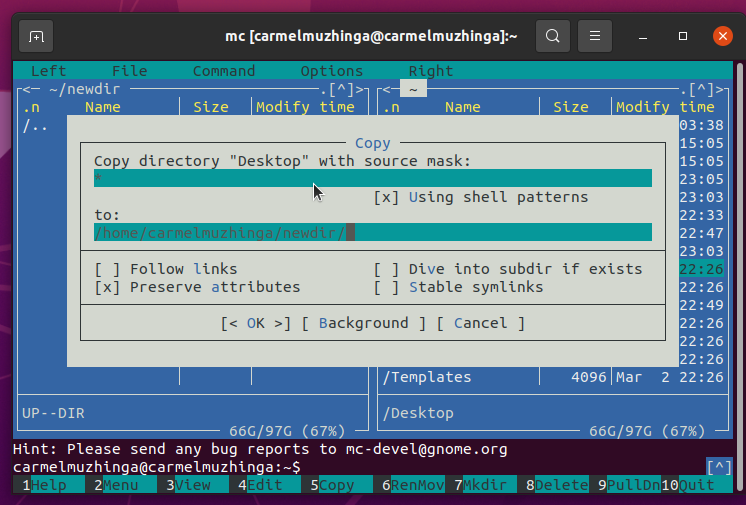 mc [carmelmuzhinga@carmelmuzhinga]:~
Left File Command Options Right
<— ~/newdir .[^]> <— ~ .[^]>
.n Name Size Modify time .n Name Size Modify time
/.. 03:38
15:05
15:05
23:05
23:03
22:33
22:47
23:03
22:26
22:26
22:49
22:26
22:26
22:26
Copy
Copy directory "Desktop" with source mask:
*
[x] Using shell patterns
to:
/home/carmelmuzhinga/newdir/
[ ] Follow links [ ] Dive into subdir if exists
[x] Preserve attributes [ ] Stable symlinks
[< OK >] [ Background ] [ Cancel ]
/Templates 4096 Mar 2 22:26
UP--DIR /Desktop
66G/97G (67%) 66G/97G (67%)
Hint: Please send any bug reports to mc-devel@gnome.org
carmelmuzhinga@carmelmuzhinga:~$ [^]
1Help 2Menu 3View 4Edit 5Copy 6RenMov 7Mkdir 8Delete 9PullDn 10Quit